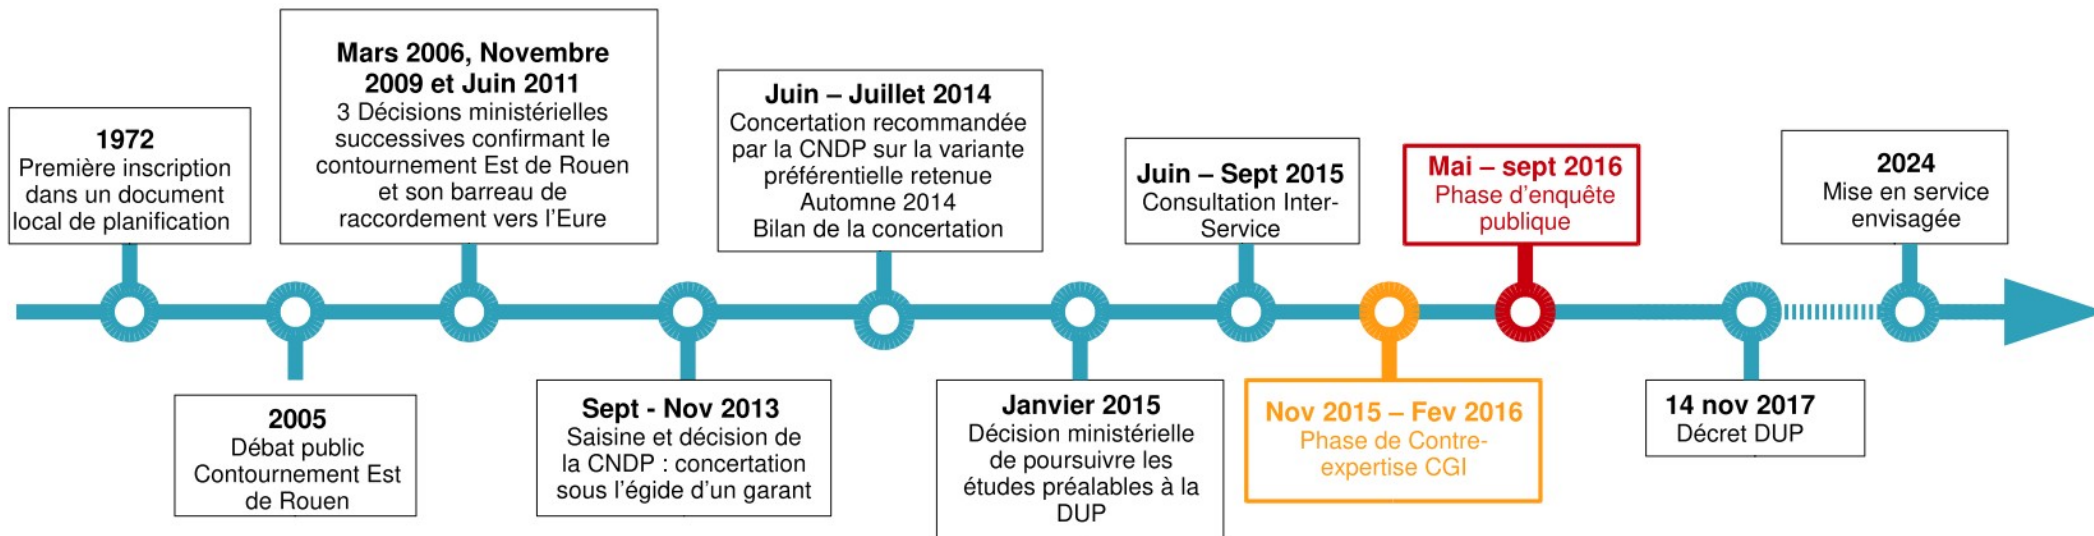 1972
Première inscription
dans un document
local de planification
2005
Débat public
Contournement Est
de Rouen
Mars 2006, Novembre
2009 et Juin 2011
3 Décisions ministérielles
successives confirmant le
contournement Est de Rouen
et son barreau de
raccordement vers l'Eure
Sept - Nov 2013
Saisine et décision de
la CNDP : concertation
sous l'égide d'un garant
Juin – Juillet 2014
Concertation recommandée
par la CNDP sur la variante
préférentielle retenue
Automne 2014
Bilan de la concertation
Janvier 2015
Décision ministérielle
de poursuivre les
études préalables à la
DUP
Juin – Sept 2015
Consultation Inter-
Service
Nov 2015 – Fev 2016
Phase de Contre-
expertise CGI
Mai – sept 2016
Phase d'enquête
publique
14 nov 2017
Décret DUP
2024
Mise en service
envisagée